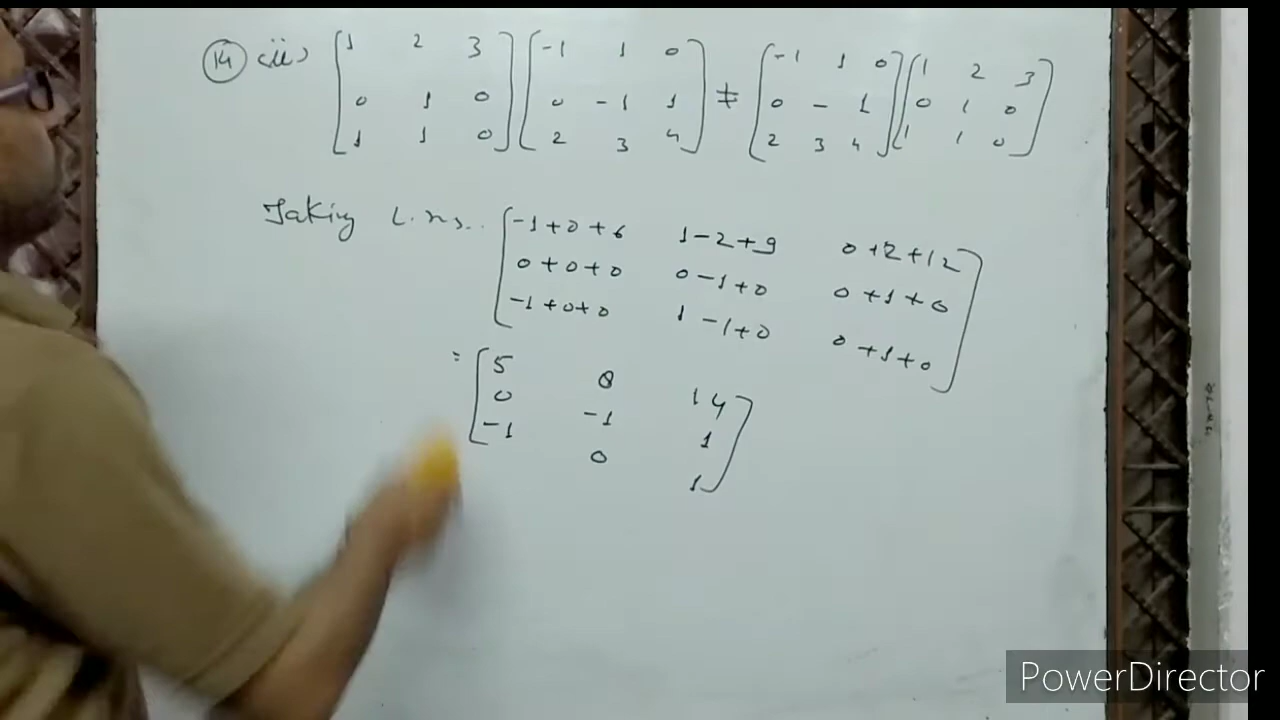 14 (ii) [1 2 3] [-1 1 0] ≠ [-1 1 0] [1 2 3]
0 1 0 0 -1 1 0 - 1 0 1 0
1 1 0 2 3 4 2 3 4 1 1 0
Taking L.H.S.. [-1+0+6 1-2+9 0+2+12]
0+0+0 0-1+0 0+1+0
-1+0+0 1-1+0 0+1+0
= [5 8 14]
0 -1 1
-1 0 1
PowerDirector